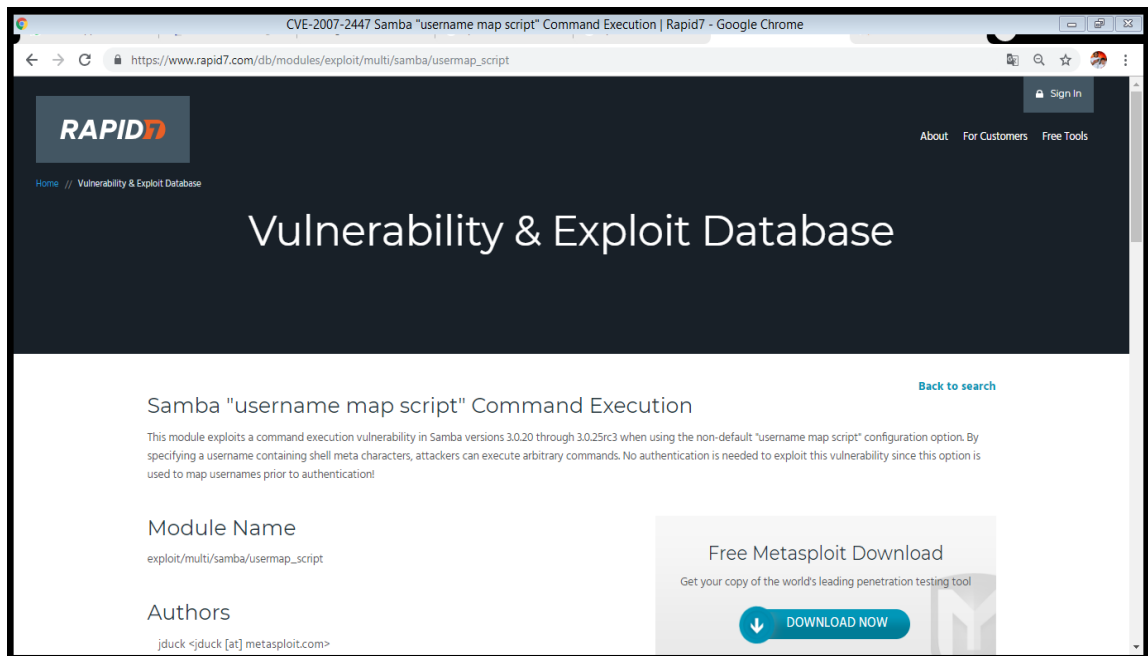 CVE-2007-2447 Samba "username map script" Command Execution | Rapid7 - Google Chrome
https://www.rapid7.com/db/modules/exploit/multi/samba/usermap_script
Sign In
RAPID7
About For Customers Free Tools
Home // Vulnerability & Exploit Database
Vulnerability & Exploit Database
Back to search
Samba "username map script" Command Execution
This module exploits a command execution vulnerability in Samba versions 3.0.20 through 3.0.25rc3 when using the non-default "username map script" configuration option. By
specifying a username containing shell meta characters, attackers can execute arbitrary commands. No authentication is needed to exploit this vulnerability since this option is
used to map usernames prior to authentication!
Module Name
exploit/multi/samba/usermap_script
Free Metasploit Download
Get your copy of the world's leading penetration testing tool
DOWNLOAD NOW
Authors
jduck <jduck [at] metasploit.com>